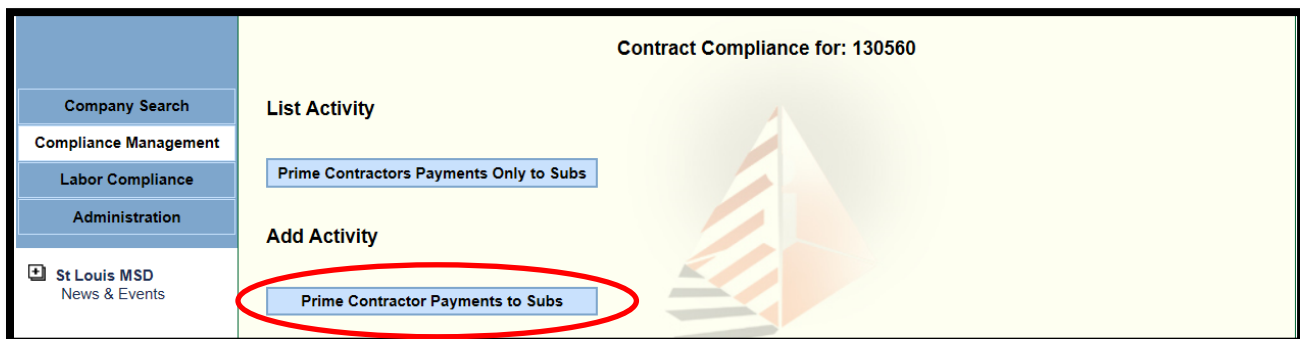 Contract Compliance for: 130560
Company Search
Compliance Management
Labor Compliance
Administration
St Louis MSD
News & Events
List Activity
Prime Contractors Payments Only to Subs
Add Activity
Prime Contractor Payments to Subs